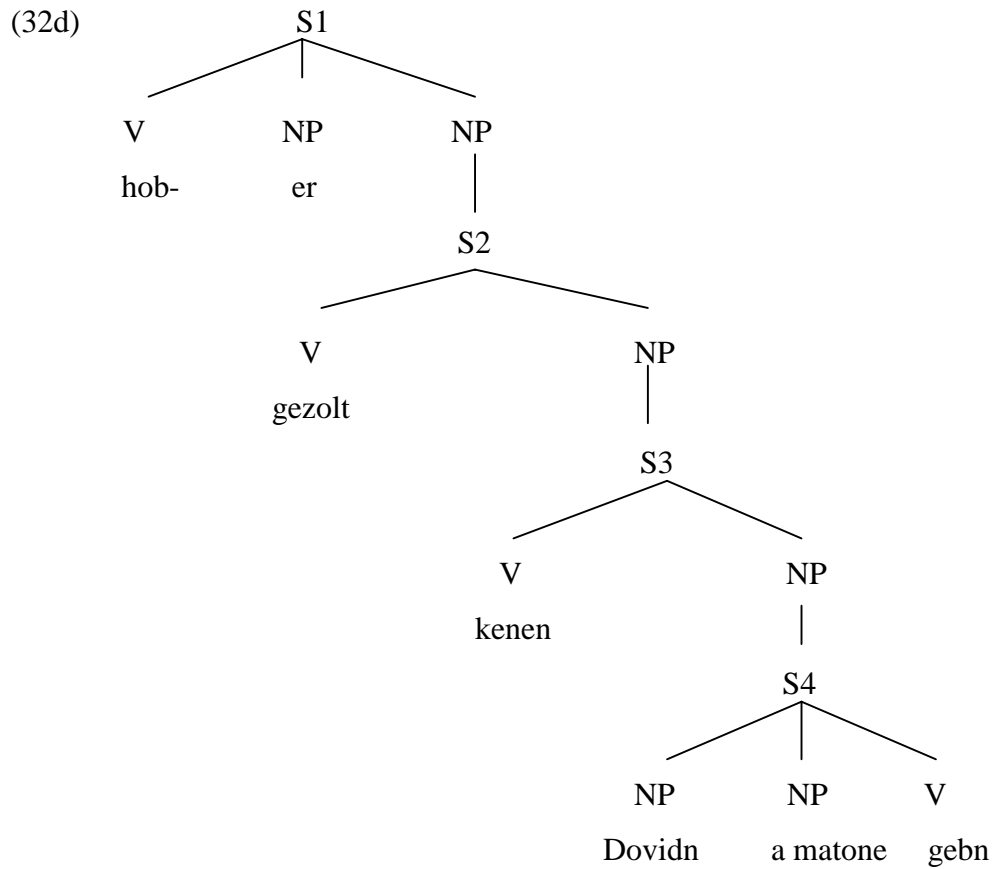 (32d) S1
V NP NP
hob- er
S2
V NP
gezolt
S3
V NP
kenen
S4
NP NP V
Dovidn a matone gebn